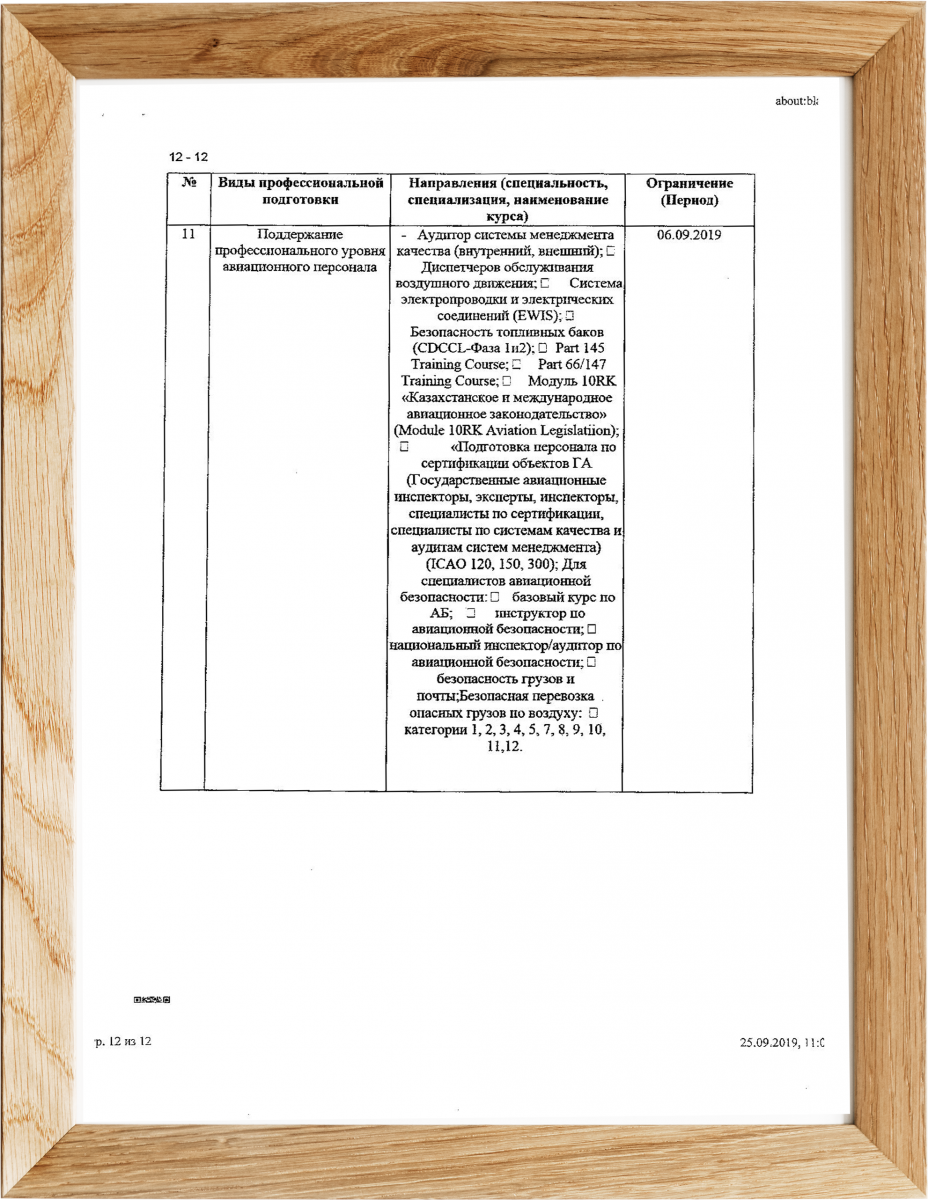 about:bla
12 - 12
№ Виды профессиональной подготовки Направления (специальность, специализация, наименование курса) Ограничение (Период)
11
Поддержание
профессионального уровня
авиационного персонала
- Аудитор системы менеджмента
качества (внутренний, внешний); □
Диспетчеров обслуживания
воздушного движения; □ Система
электропроводки и электрических
соединений (EWIS); □
Безопасность топливных баков
(CDCCL-Фаза 1и2); □ Part 145
Training Course; □ Part 66/147
Training Course; □ Модуль 10RK
«Казахстанское и международное
авиационное законодательство»
(Module 10RK Aviation Legislatiion);
□ «Подготовка персонала по
сертификации объектов ГА
(Государственные авиационные
инспекторы, эксперты, инспекторы,
специалисты по сертификации,
специалисты по системам качества и
аудитам систем менеджмента)
(ICAO 120, 150, 300); Для
специалистов авиационной
безопасности: □ базовый курс по
АБ; □ инструктор по
авиационной безопасности; □
национальный инспектор/аудитор по
авиационной безопасности; □
безопасность грузов и
почты;Безопасная перевозка
опасных грузов по воздуху: □
категории 1, 2, 3, 4, 5, 7, 8, 9, 10,
11,12.
06.09.2019
р. 12 из 12
25.09.2019, 11:0